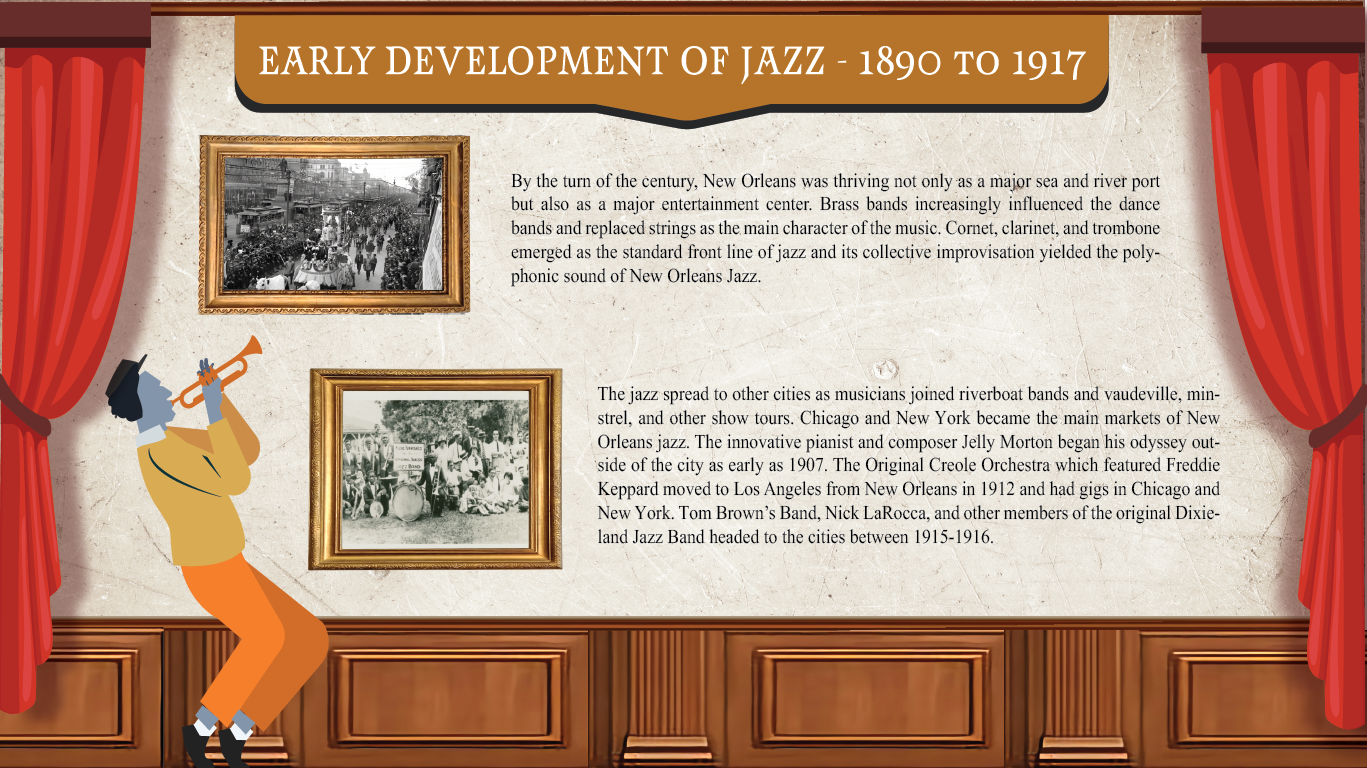 EARLY DEVELOPMENT OF JAZZ - 1890 TO 1917
By the turn of the century, New Orleans was thriving not only as a major sea and river port
but also as a major entertainment center. Brass bands increasingly influenced the dance
bands and replaced strings as the main character of the music. Cornet, clarinet, and trombone
emerged as the standard front line of jazz and its collective improvisation yielded the poly-
phonic sound of New Orleans Jazz.
The jazz spread to other cities as musicians joined riverboat bands and vaudeville, min-
strel, and other show tours. Chicago and New York became the main markets of New
Orleans jazz. The innovative pianist and composer Jelly Morton began his odyssey out-
side of the city as early as 1907. The Original Creole Orchestra which featured Freddie
Keppard moved to Los Angeles from New Orleans in 1912 and had gigs in Chicago and
New York. Tom Brown's Band, Nick LaRocca, and other members of the original Dixie-
land Jazz Band headed to the cities between 1915-1916.